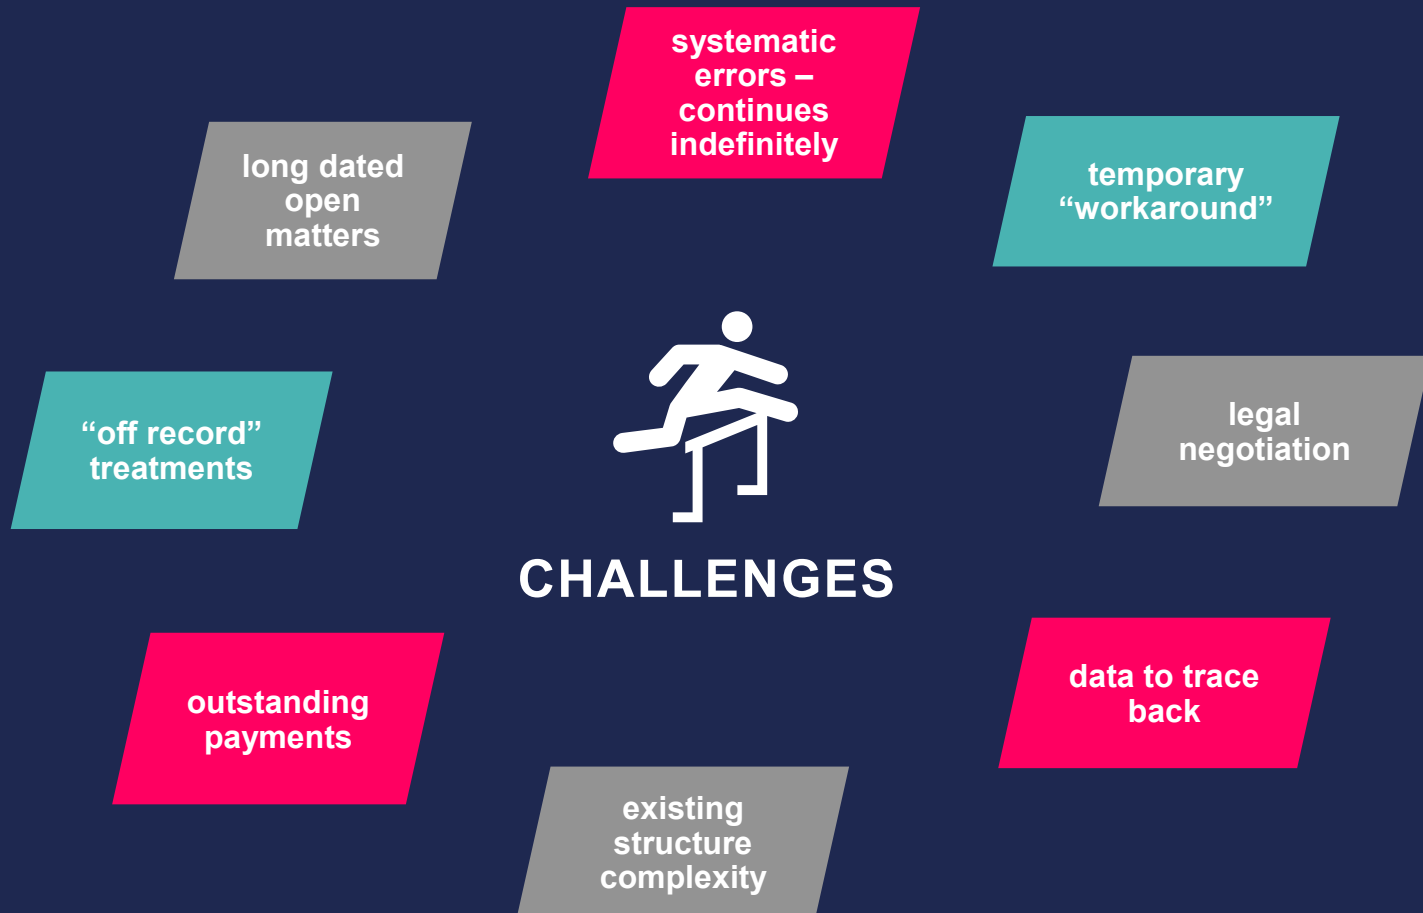 systematic
errors –
continues
indefinitely
long dated
open
matters
temporary
“workaround”
“off record”
treatments
legal
negotiation
CHALLENGES
outstanding
payments
data to trace
back
existing
structure
complexity